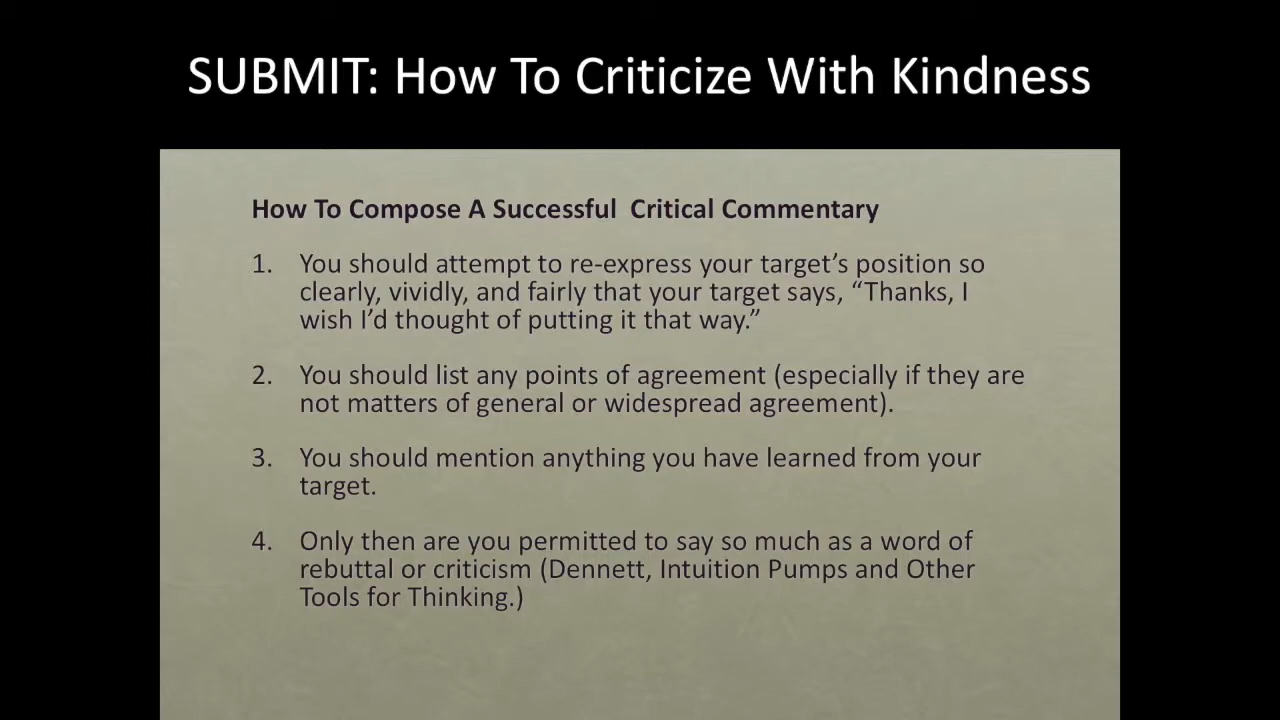 SUBMIT: How To Criticize With Kindness
How To Compose A Successful  Critical Commentary
1. You should attempt to re-express your target’s position so
clearly, vividly, and fairly that your target says, “Thanks, I
wish I’d thought of putting it that way.”
2. You should list any points of agreement (especially if they are
not matters of general or widespread agreement).
3. You should mention anything you have learned from your
target.
4. Only then are you permitted to say so much as a word of
rebuttal or criticism (Dennett, Intuition Pumps and Other
Tools for Thinking.)